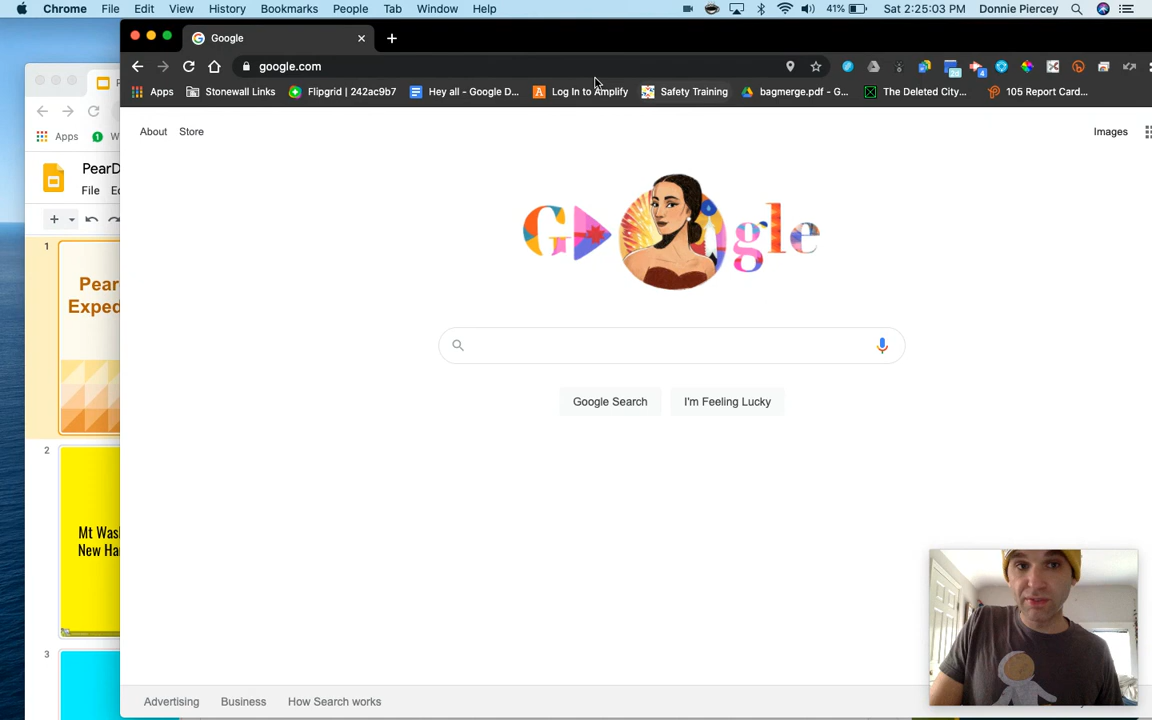 Chrome File Edit View History Bookmarks People Tab Window Help 41% Sat 2:25:03 PM Donnie Piercey
Google
google.com
Apps Stonewall Links Flipgrid | 242ac9b7 Hey all - Google D... Log In to Amplify Safety Training bagmerge.pdf - G... The Deleted City... 105 Report Card...
About Store Images
Apps
PearD
File
1
Pear
Exped
Google
Google Search I'm Feeling Lucky
2
Mt Was
New Ha
3
Advertising Business How Search works